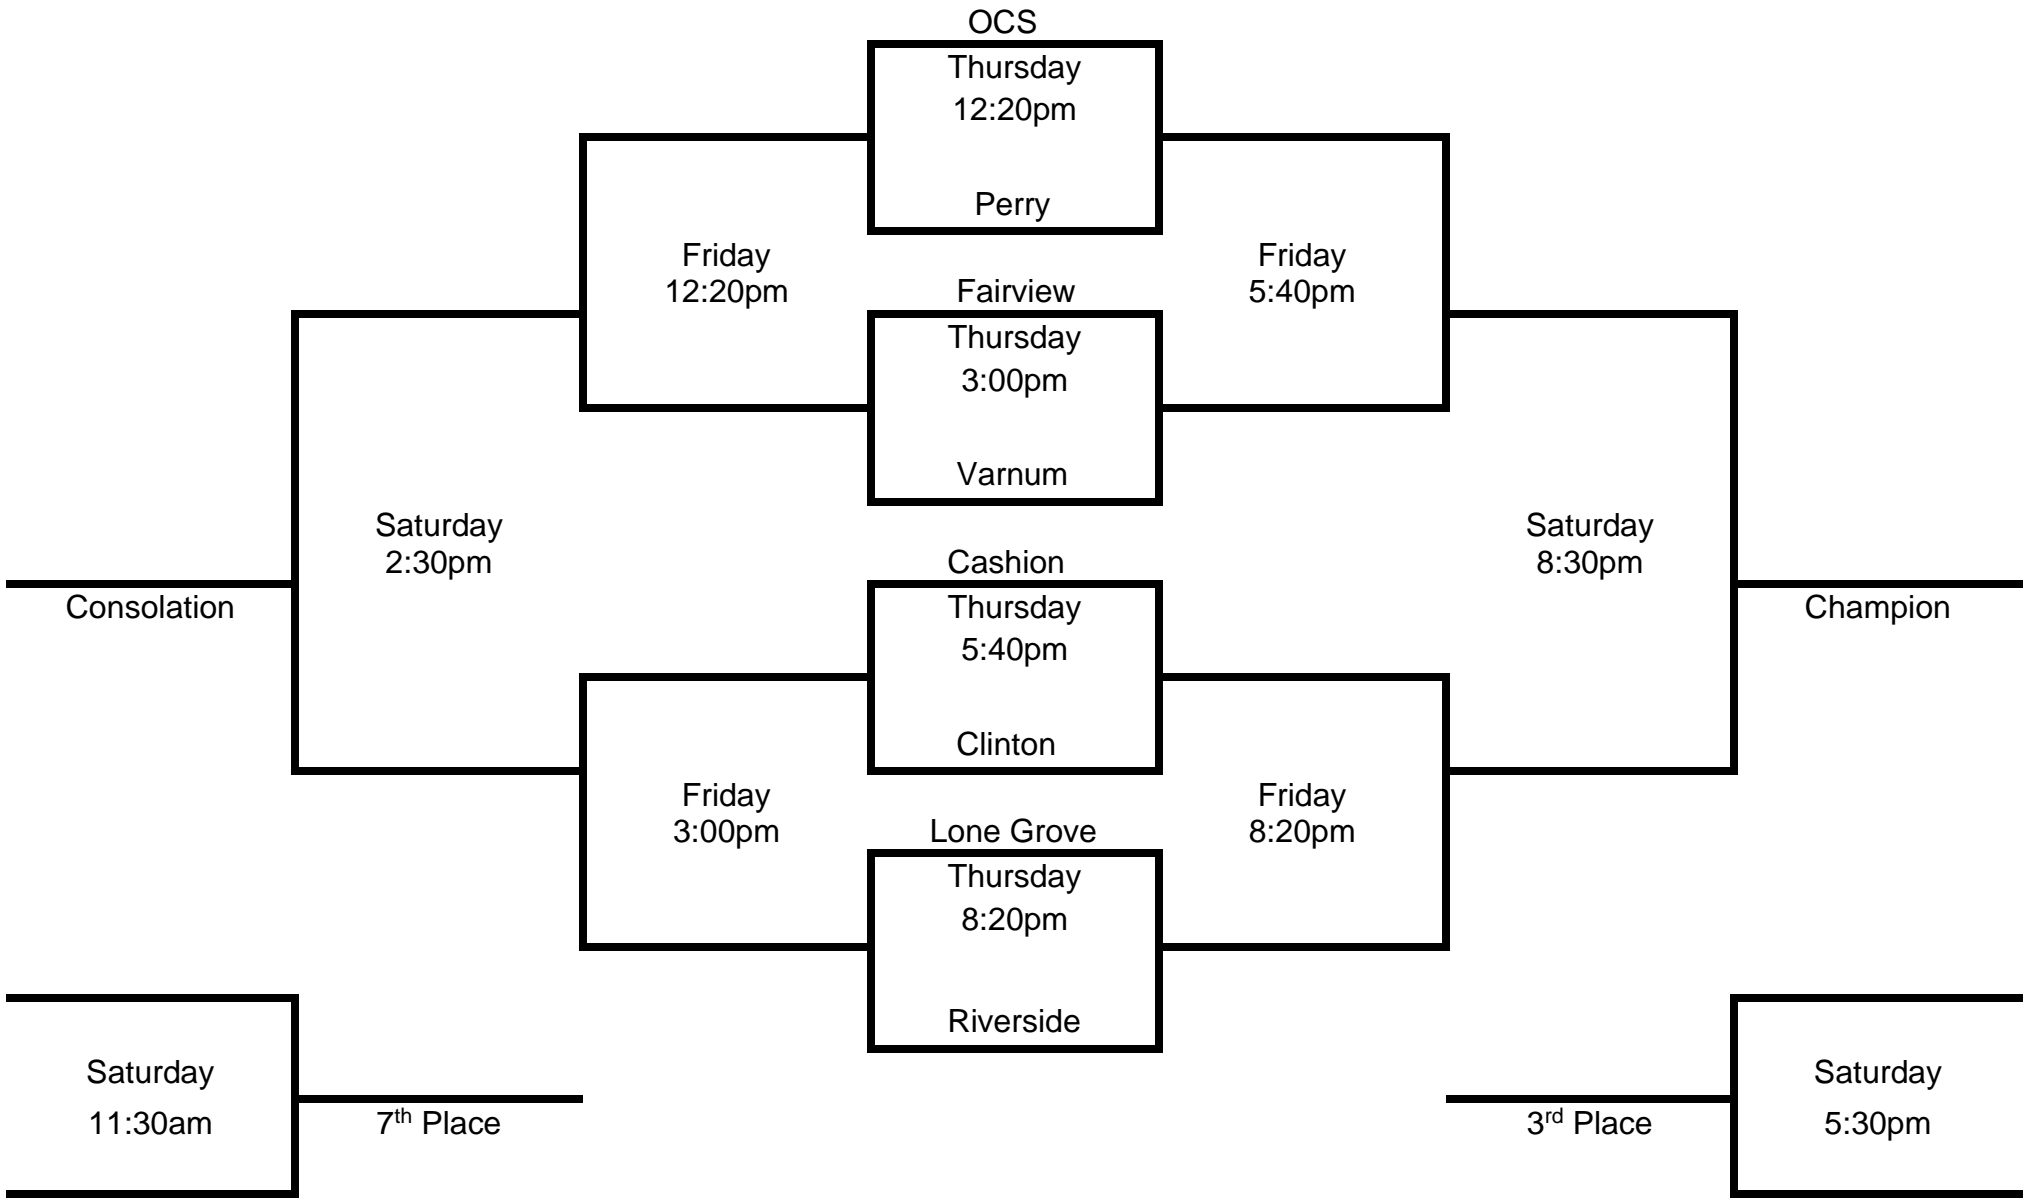 OCS
Thursday
12:20pm
Perry
Friday
12:20pm
Friday
5:40pm
Fairview
Thursday
3:00pm
Varnum
Saturday
2:30pm
Saturday
8:30pm
Consolation
Champion
Cashion
Thursday
5:40pm
Clinton
Friday
3:00pm
Friday
8:20pm
Lone Grove
Thursday
8:20pm
Riverside
Saturday
11:30am
7th Place
3rd Place
Saturday
5:30pm